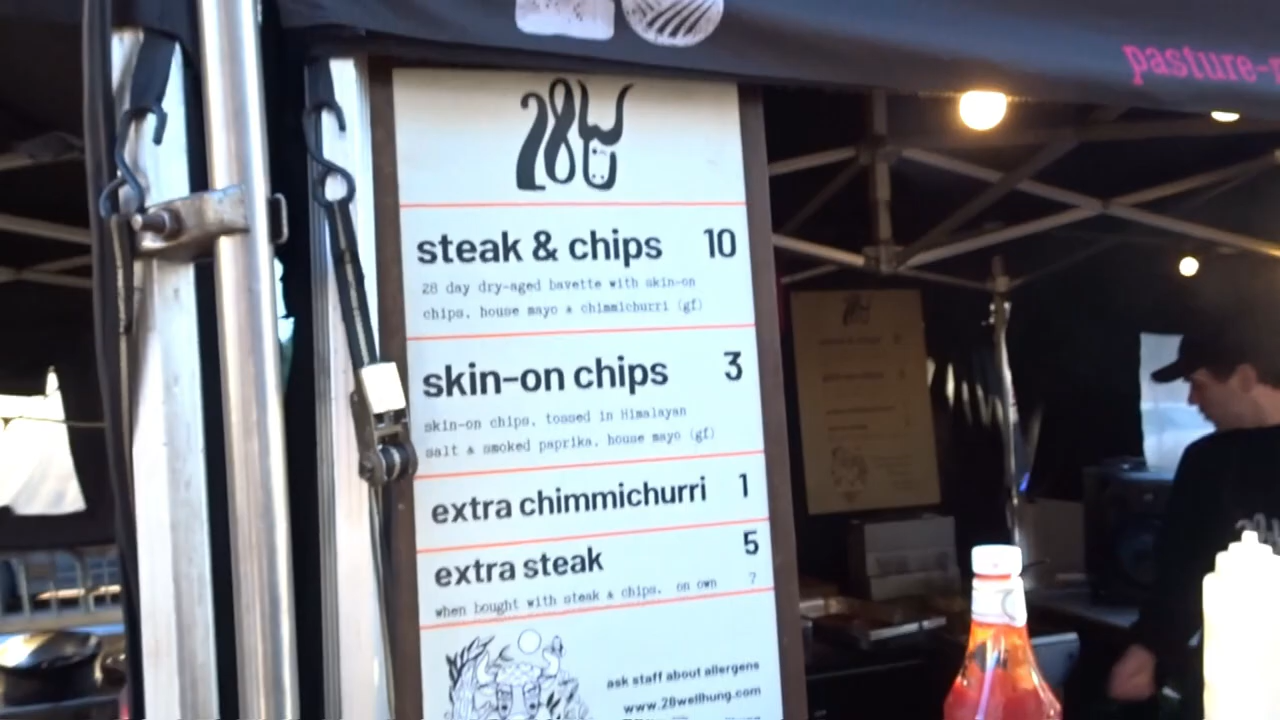 pasture-
28W
steak & chips 10
28 day dry-aged bavette with skin-on
chips, house mayo & chimmichurri (gf)
skin-on chips 3
skin-on chips, tossed in Himalayan
salt & smoked paprika, house mayo (gf)
extra chimmichurri 1
extra steak 5
when bought with steak & chips, on own 7
ask staff about allergens
www.28wellhung.com